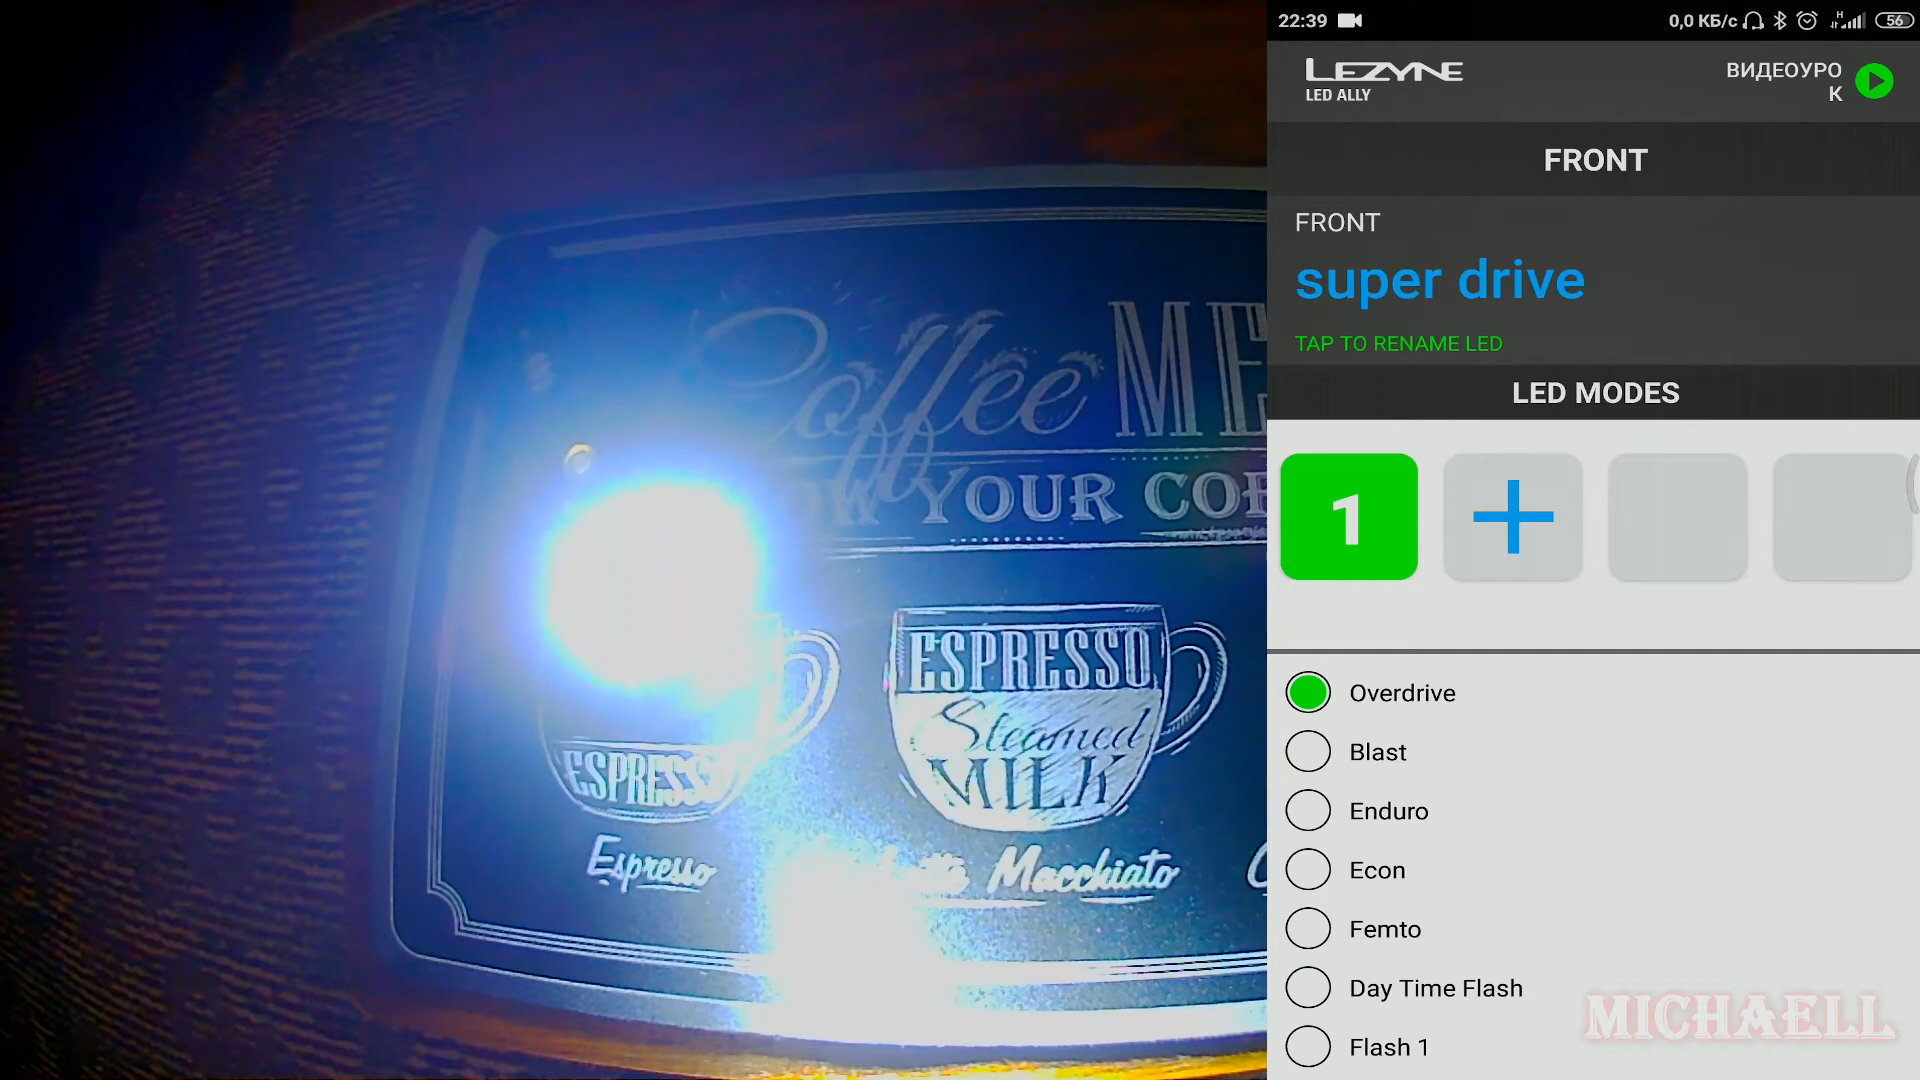 Coffee ME
YOUR COF
ESPRESSO
Steamed
MILK
ESPRESSO
Espresso
Macchiato
22:39
0,0 КБ/с
H
56
LEZYNE
LED ALLY
ВИДЕОУРО
К
FRONT
FRONT
super drive
TAP TO RENAME LED
LED MODES
1
Overdrive
Blast
Enduro
Econ
Femto
Day Time Flash
Flash 1
MICHAELL